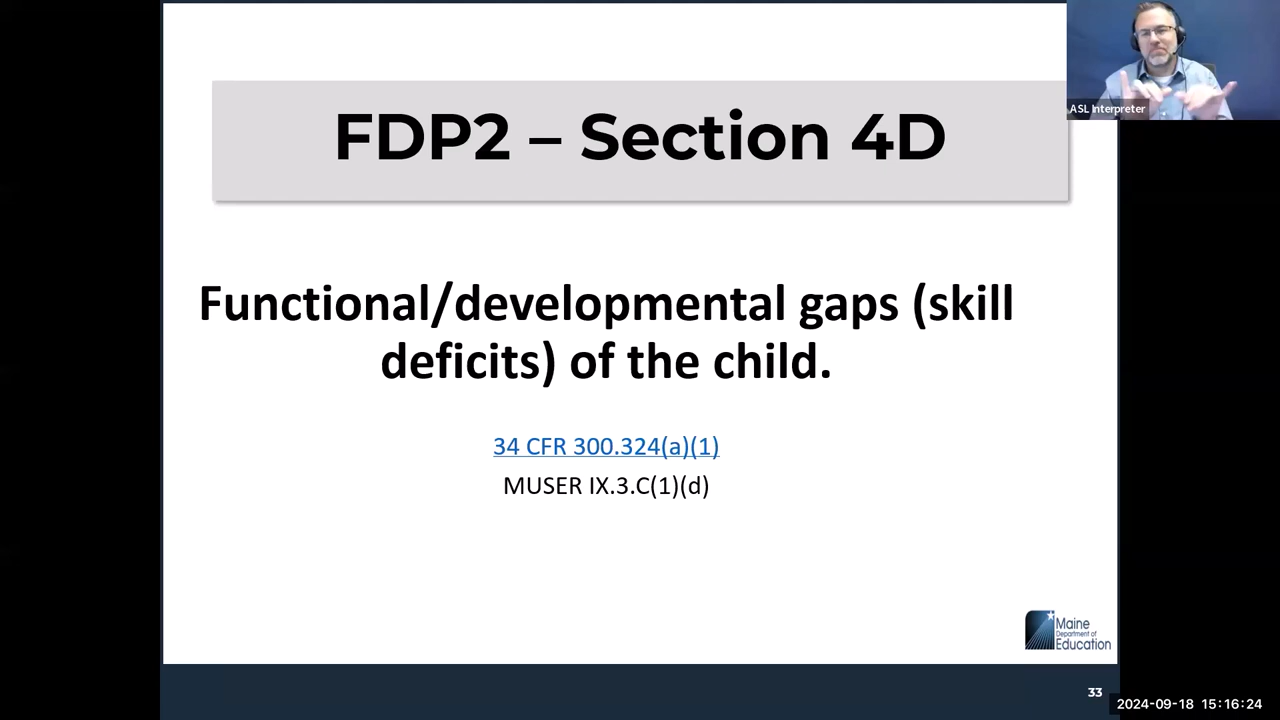 FDP2 – Section 4D
ASL Interpreter
Functional/developmental gaps (skill
deficits) of the child.
34 CFR 300.324(a)(1)
MUSER IX.3.C(1)(d)
Maine
Department of
Education
33
2024-09-18 15:16:24